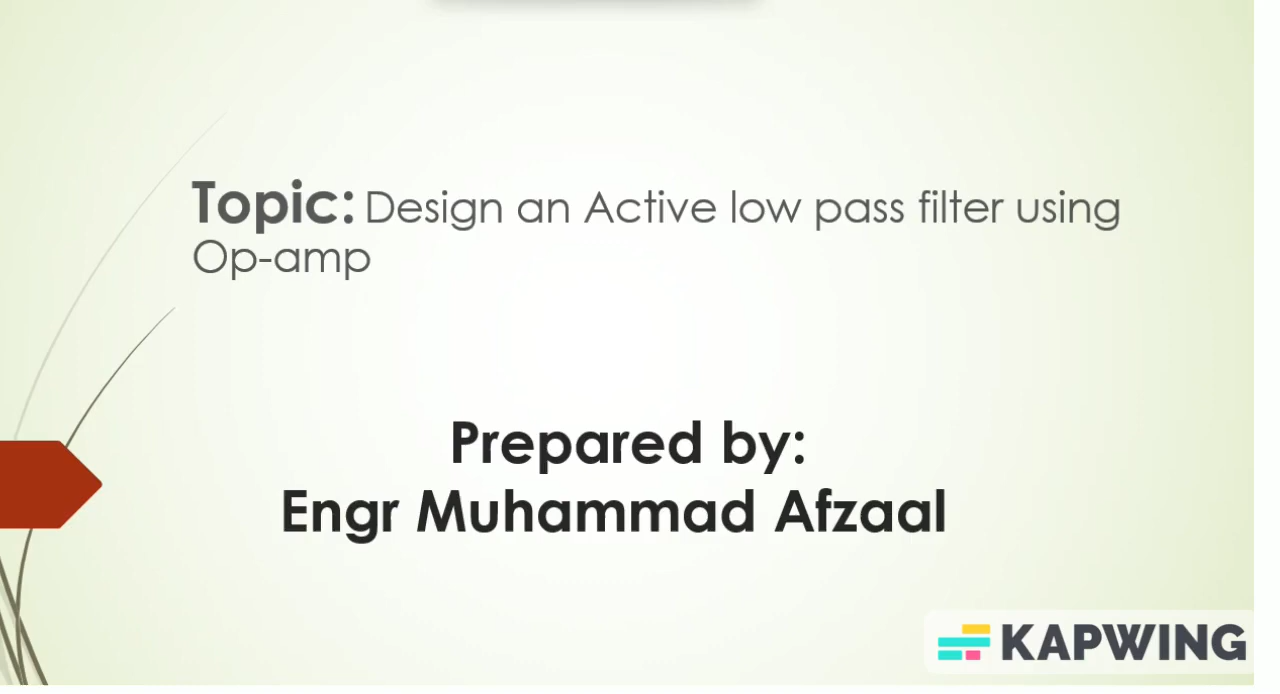 Topic: Design an Active low pass filter using
Op-amp
Prepared by:
Engr Muhammad Afzaal
KAPWING